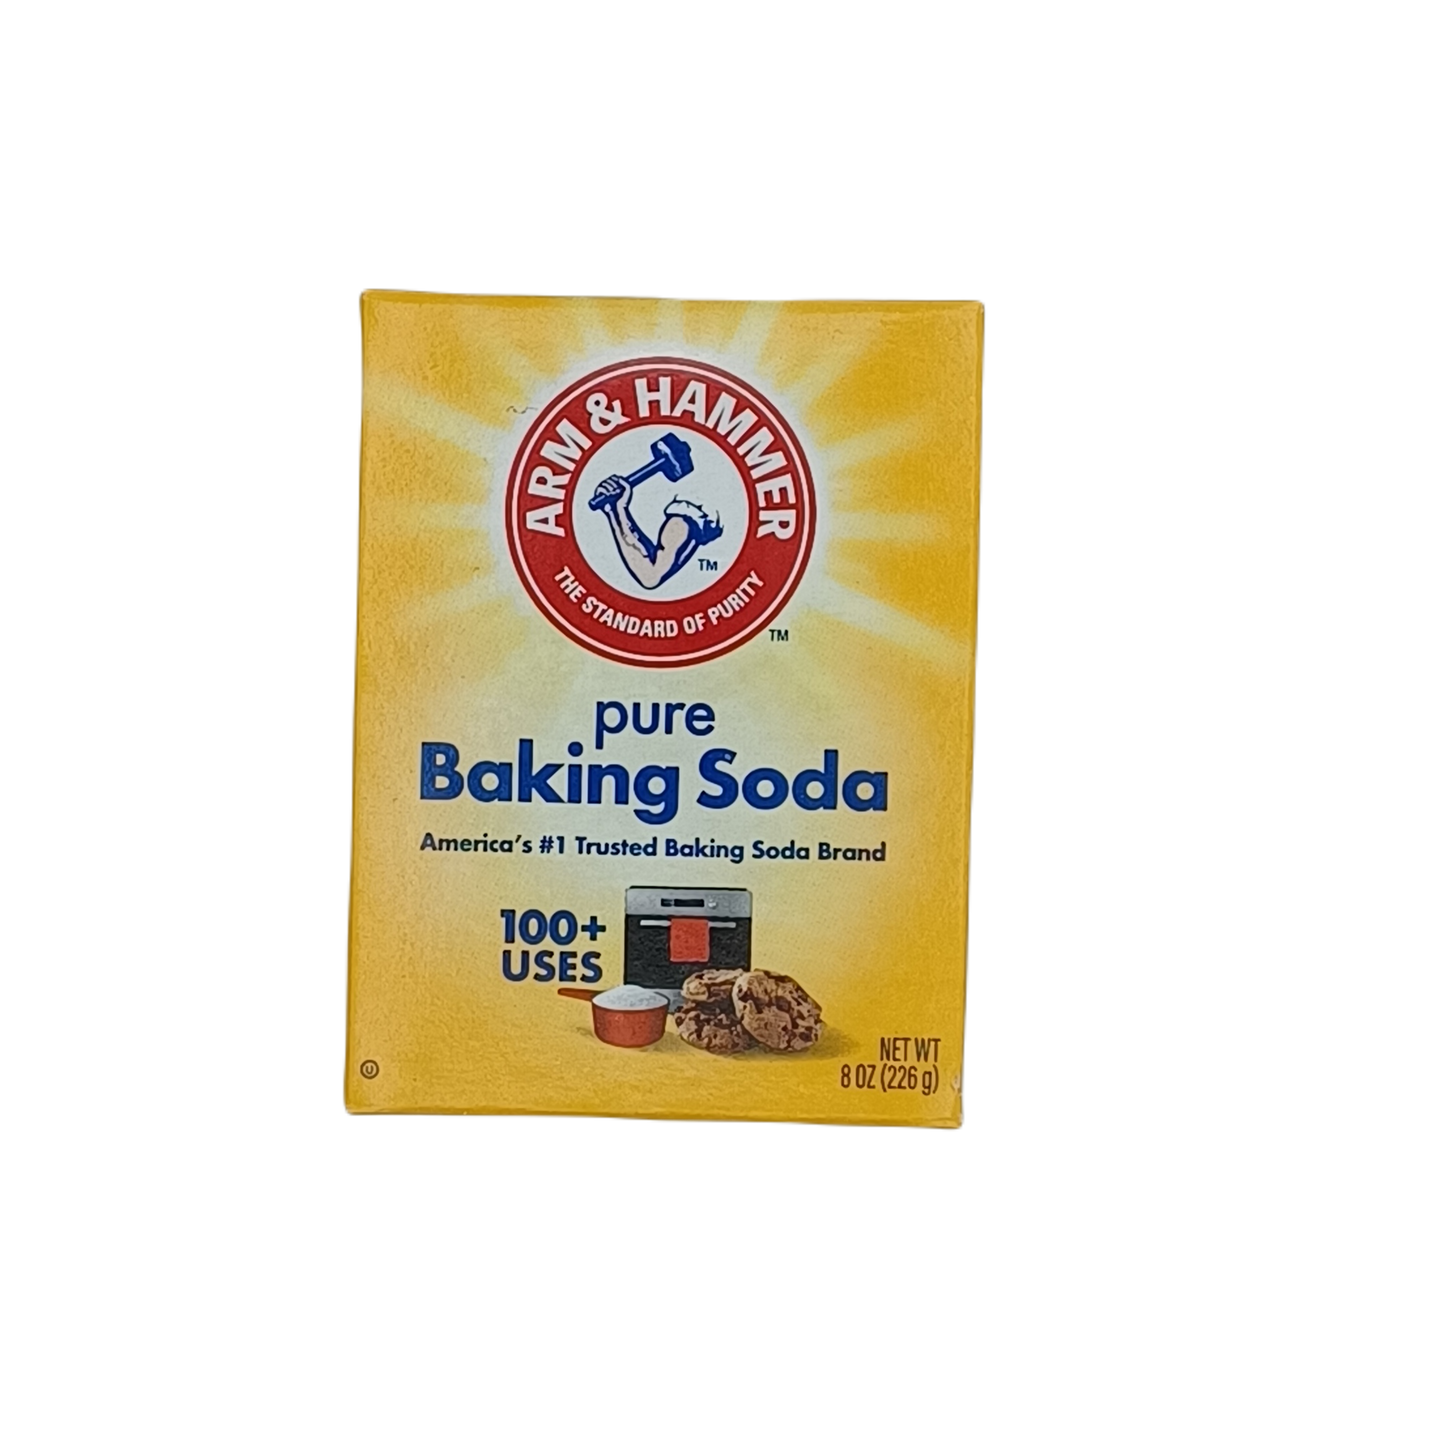 ARM & HAMMER
TM
THE STANDARD OF PURITY
TM
pure
Baking Soda
America's #1 Trusted Baking Soda Brand
100+
USES
NET WT
8 OZ (226 g)
U